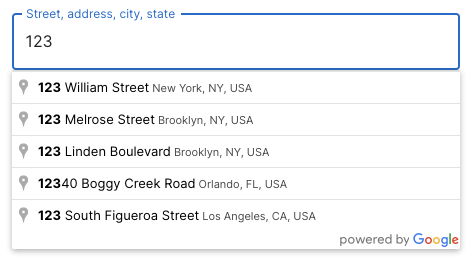 Street, address, city, state
123
123 William Street New York, NY, USA
123 Melrose Street Brooklyn, NY, USA
123 Linden Boulevard Brooklyn, NY, USA
12340 Boggy Creek Road Orlando, FL, USA
123 South Figueroa Street Los Angeles, CA, USA
powered by Google